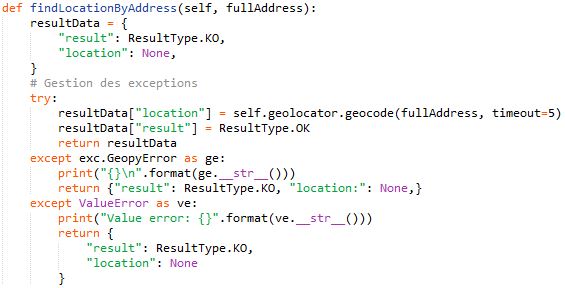 def findLocationByAddress(self, fullAddress):
    resultData = {
        "result": ResultType.KO,
        "location": None,
    }
    # Gestion des exceptions
    try:
        resultData["location"] = self.geolocator.geocode(fullAddress, timeout=5)
        resultData["result"] = ResultType.OK
        return resultData
    except exc.GeopyError as ge:
        print("{}\n".format(ge.__str__()))
        return {"result": ResultType.KO, "location:": None,}
    except ValueError as ve:
        print("Value error: {}".format(ve.__str__()))
        return {
            "result": ResultType.KO,
            "location": None
        }